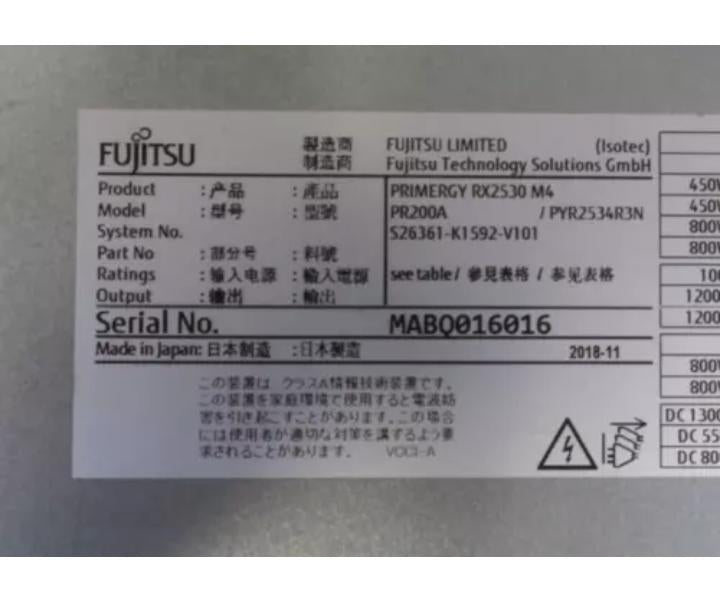 FUJITSU
製造商 FUJITSU LIMITED (Isotec)
制造商 Fujitsu Technology Solutions GmbH
Product : 产品 : 產品 PRIMERGY RX2530 M4
Model : 型号 : 型號 PR200A / PYR2534R3N
System No. S26361-K1592-V101
Part No : 部分号 : 料號
Ratings : 输入电源 : 輸入電源 see table / 參見表格 / 参见表格
Output : 输出 : 輸出
Serial No. MABQ016016
Made in Japan: 日本制造 : 日本製造 2018-11
この装置は、クラスA情報技術装置です。
この装置を家庭環境で使用すると電波妨
害を引き起こすことがあります。この場合
には使用者が適切な対策を講ずるよう要
求されることがあります。 VCCI-A
450V
450V
800V
800V
100
1200
1200
800V
800V
DC 1300
DC 55
DC 80